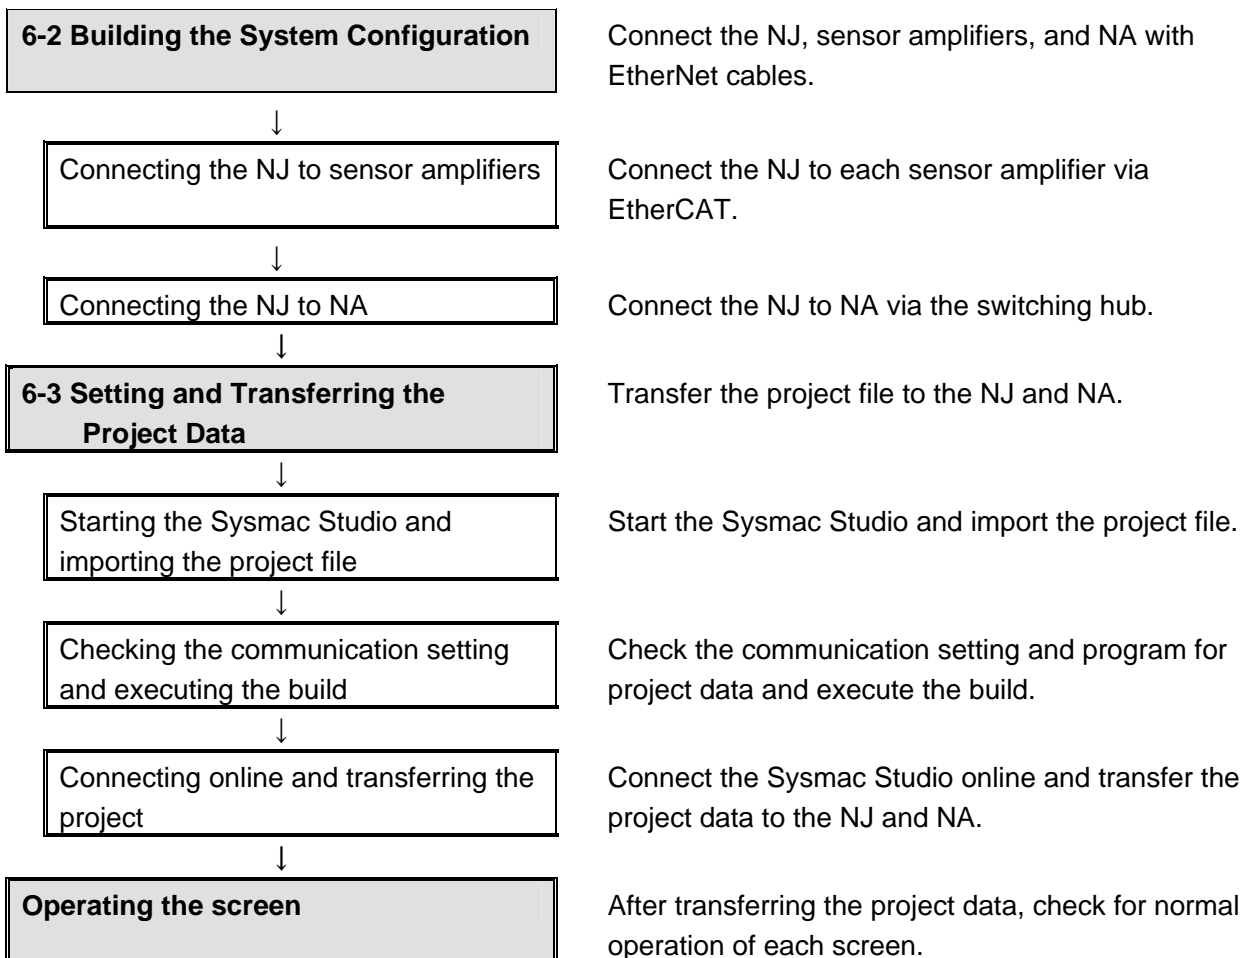 6-2 Building the System Configuration
Connect the NJ, sensor amplifiers, and NA with
EtherNet cables.
↓
Connecting the NJ to sensor amplifiers
Connect the NJ to each sensor amplifier via
EtherCAT.
↓
Connecting the NJ to NA
Connect the NJ to NA via the switching hub.
↓
6-3 Setting and Transferring the
Project Data
Transfer the project file to the NJ and NA.
↓
Starting the Sysmac Studio and
importing the project file
Start the Sysmac Studio and import the project file.
↓
Checking the communication setting
and executing the build
Check the communication setting and program for
project data and execute the build.
↓
Connecting online and transferring the
project
Connect the Sysmac Studio online and transfer the
project data to the NJ and NA.
↓
Operating the screen
After transferring the project data, check for normal
operation of each screen.